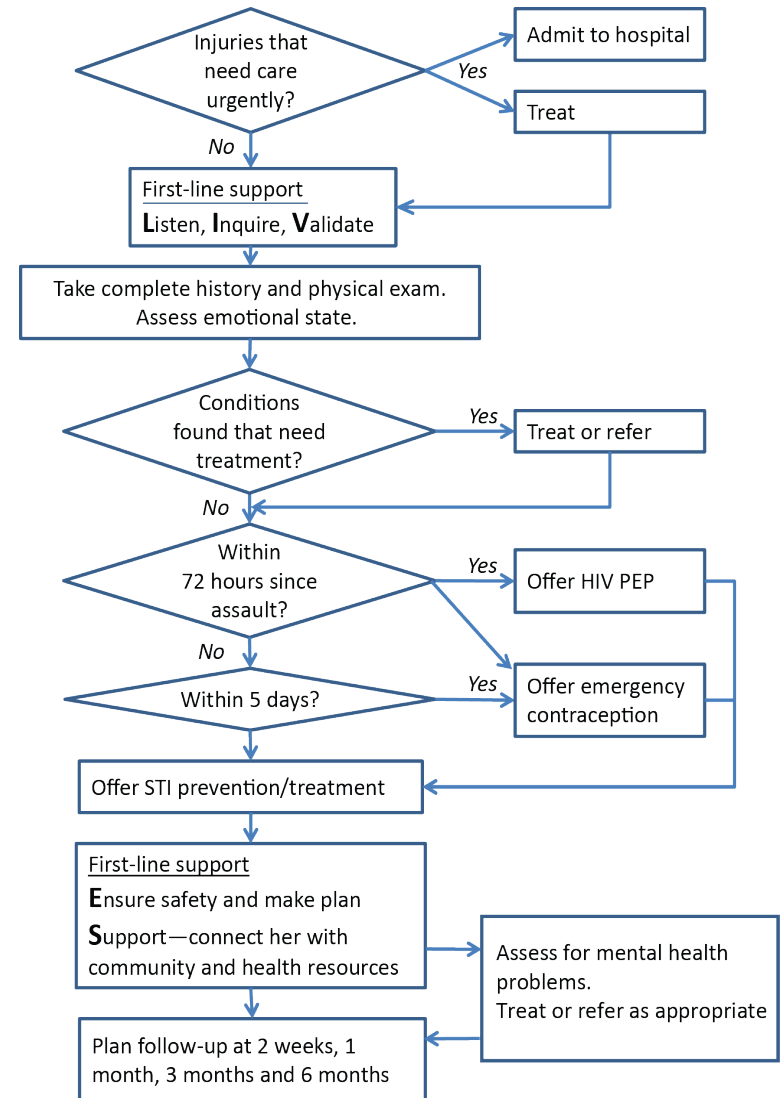 Injuries that
need care
urgently?
Yes
Admit to hospital
Treat
No
First-line support
Listen, Inquire, Validate
Take complete history and physical exam.
Assess emotional state.
Conditions
found that need
treatment?
Yes
Treat or refer
No
Within
72 hours since
assault?
Yes
Offer HIV PEP
No
Within 5 days?
Yes
Offer emergency
contraception
Offer STI prevention/treatment
First-line support
Ensure safety and make plan
Support—connect her with
community and health resources
Assess for mental health
problems.
Treat or refer as appropriate
Plan follow-up at 2 weeks, 1
month, 3 months and 6 months